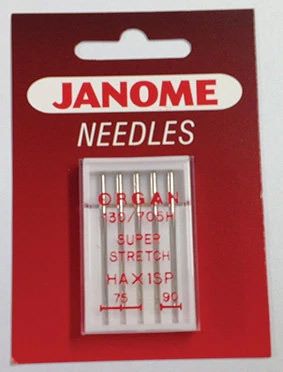 JANOME
NEEDLES
ORGAN
130/705H
SUPER
STRETCH
HAX1SP
75 90